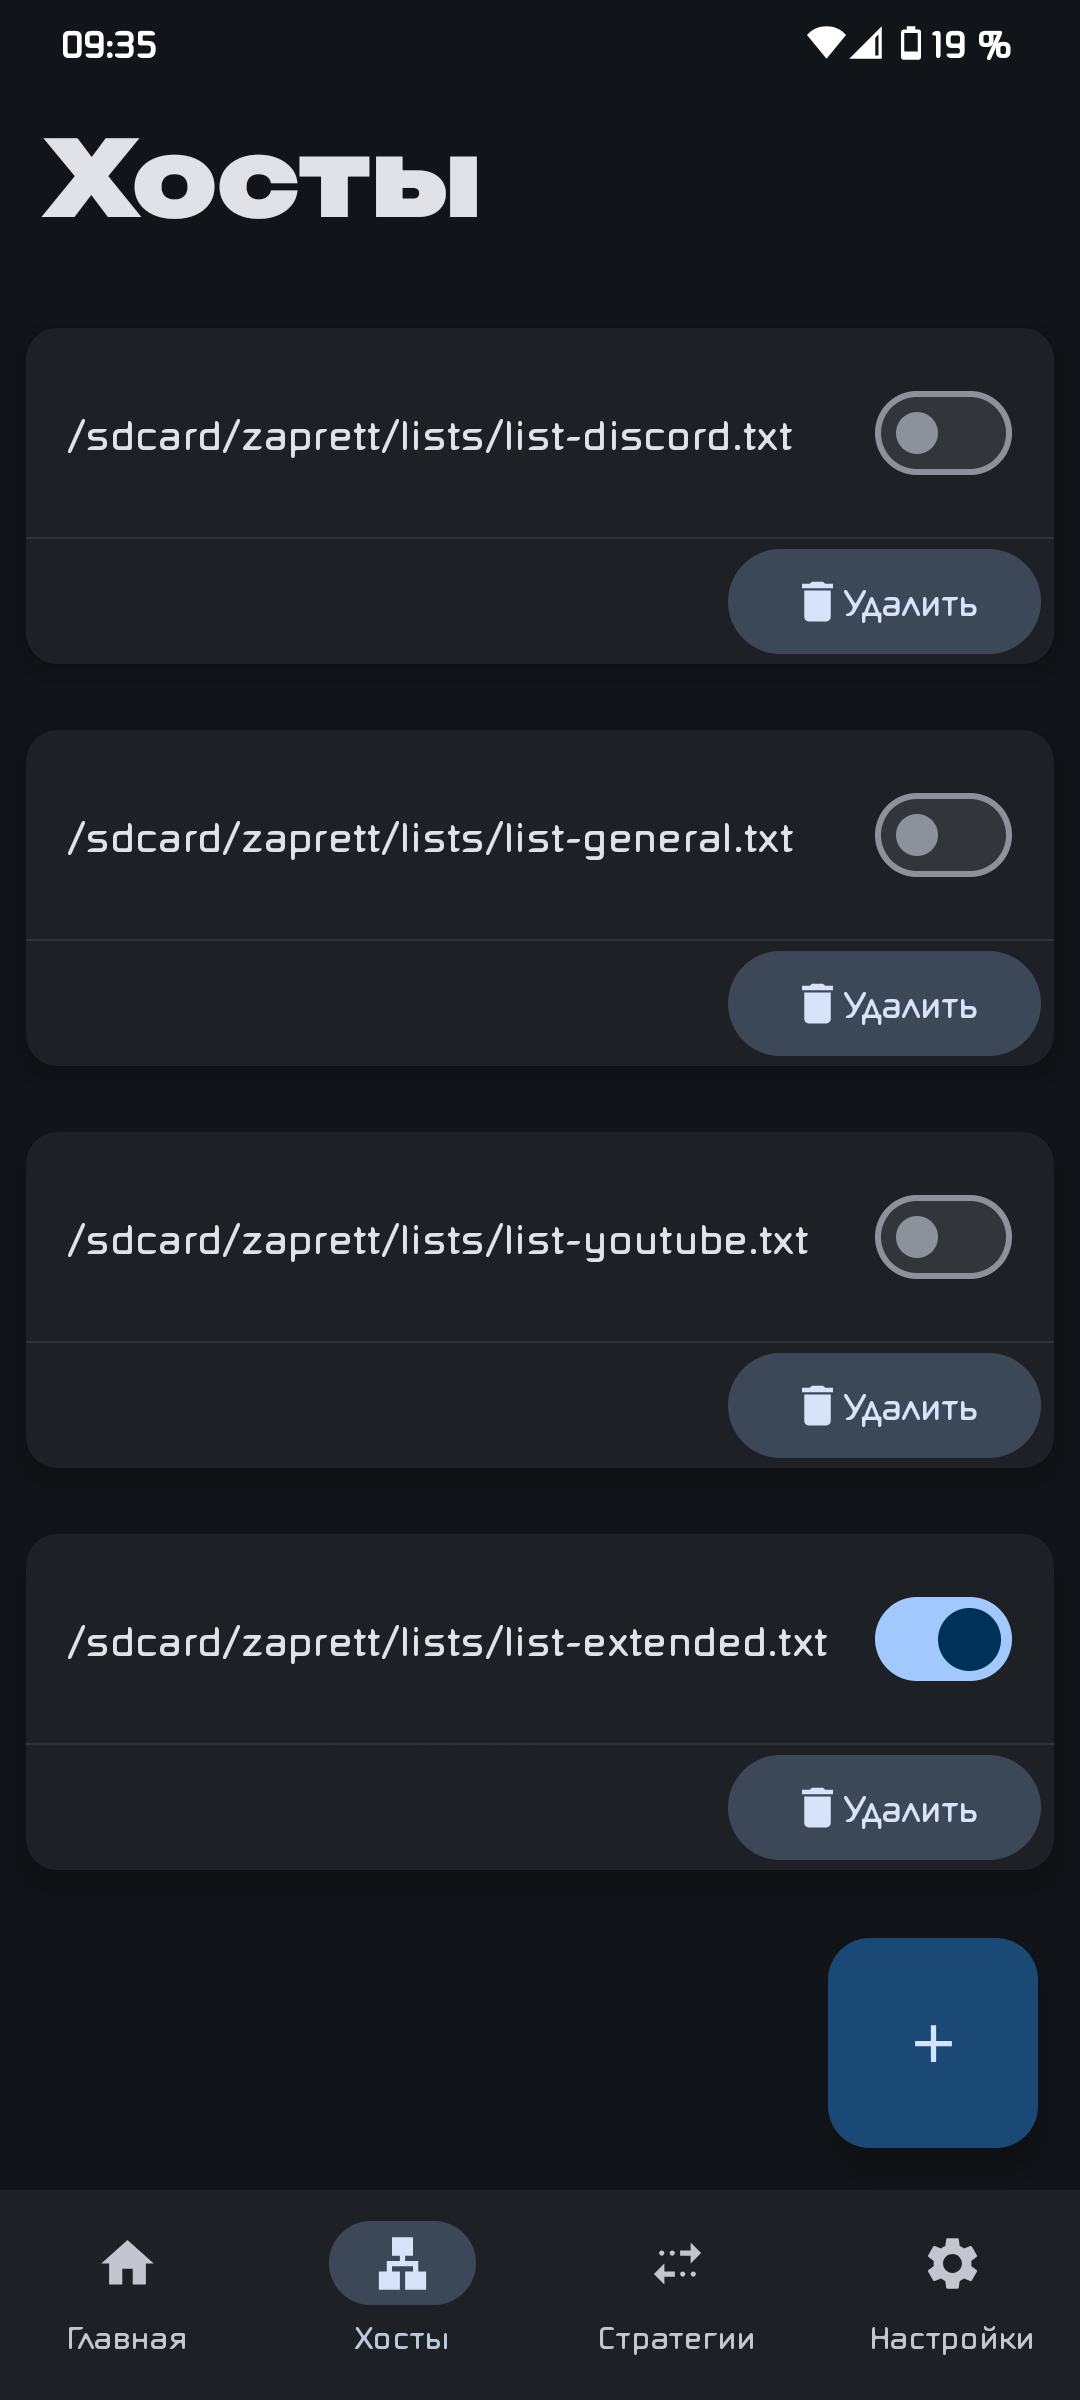 09:35
19 %
Хосты
/sdcard/zaprett/lists/list-discord.txt
Удалить
/sdcard/zaprett/lists/list-general.txt
Удалить
/sdcard/zaprett/lists/list-youtube.txt
Удалить
/sdcard/zaprett/lists/list-extended.txt
Удалить
+
Главная
Хосты
Стратегии
Настройки